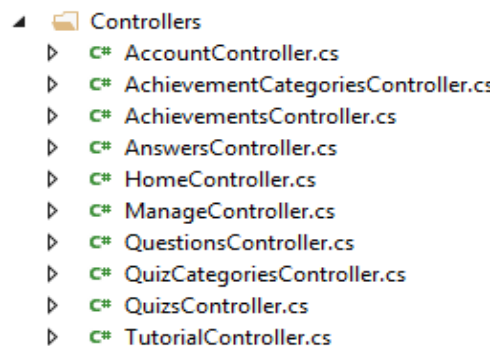 Controllers
C# AccountController.cs
C# AchievementCategoriesController.cs
C# AchievementsController.cs
C# AnswersController.cs
C# HomeController.cs
C# ManageController.cs
C# QuestionsController.cs
C# QuizCategoriesController.cs
C# QuizsController.cs
C# TutorialController.cs